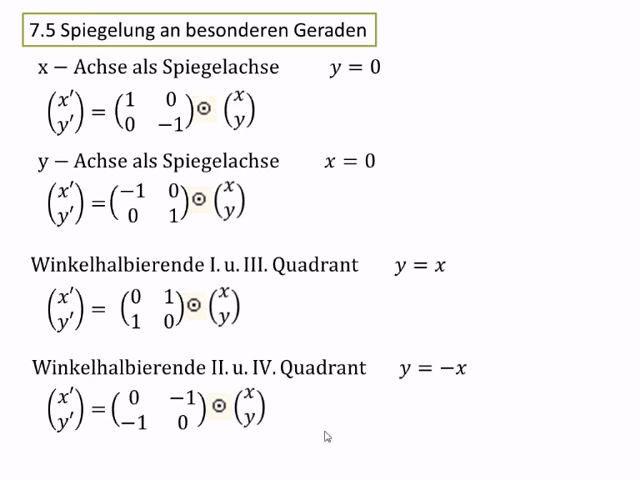 7.5 Spiegelung an besonderen Geraden
x − Achse als Spiegelachse y = 0
(x′ y′) = (1 0 0 −1) ⊙ (x y)
y − Achse als Spiegelachse x = 0
(x′ y′) = (−1 0 0 1) ⊙ (x y)
Winkelhalbierende I. u. III. Quadrant y = x
(x′ y′) = (0 1 1 0) ⊙ (x y)
Winkelhalbierende II. u. IV. Quadrant y = −x
(x′ y′) = (0 −1 −1 0) ⊙ (x y)